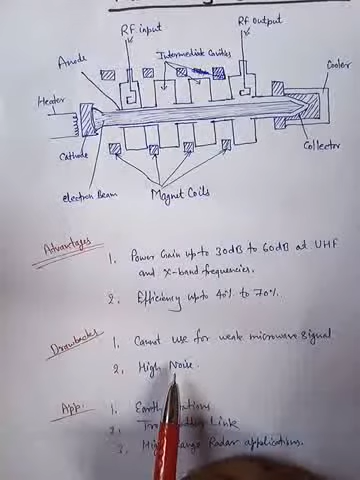 RF input
RF output
Anode
Intermediate Cavities
Cooler
Heater
Cathode
Collector
electron Beam
Magnet Coils
Advantages
1. Power Gain upto 30dB to 60dB at UHF
and X-band frequencies.
2. Efficiency upto 40% to 70%.
Drawbacks
1. Cannot use for weak microwave signal
2. High Noise.
App.
1. Earth Stations
2. Link.
3. Radar applications.